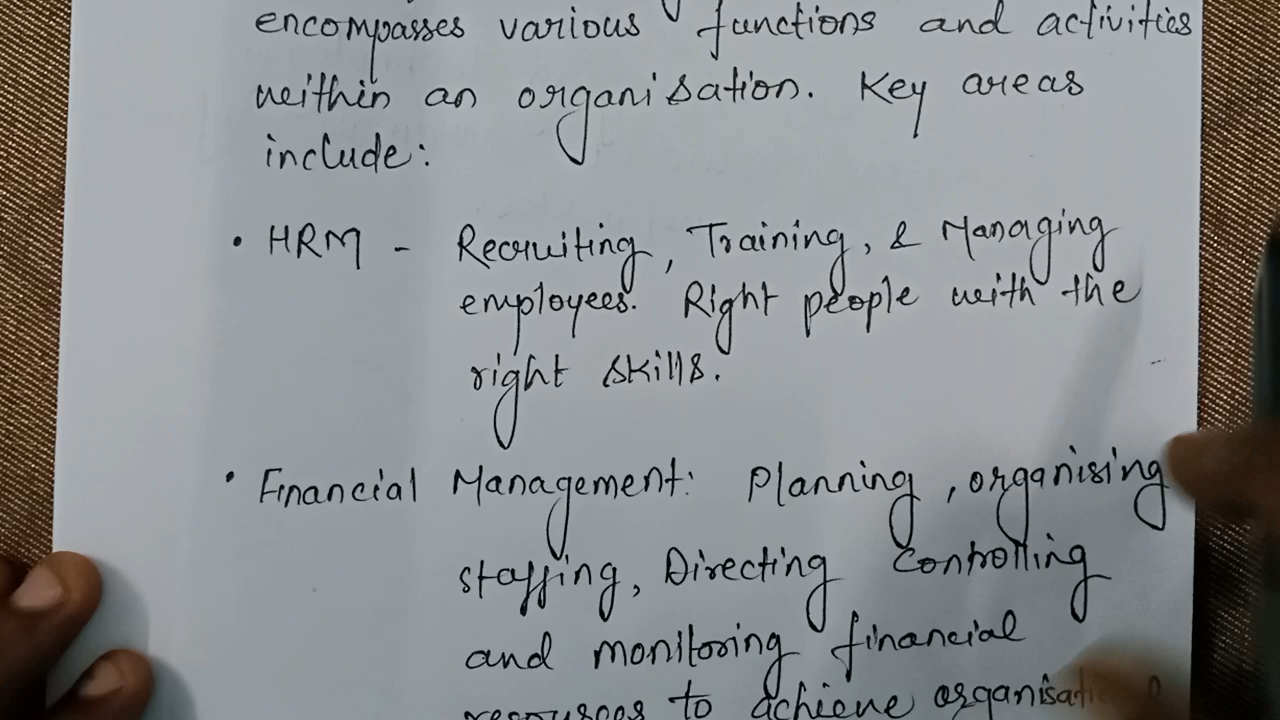 encompasses various functions and activities
within an organisation. Key areas
include:
• HRM - Recruiting, Training, & Managing
employees. Right people with the
right skills.
• Financial Management: Planning, organising
staffing, Directing Controlling
and monitoring financial
resources to achieve